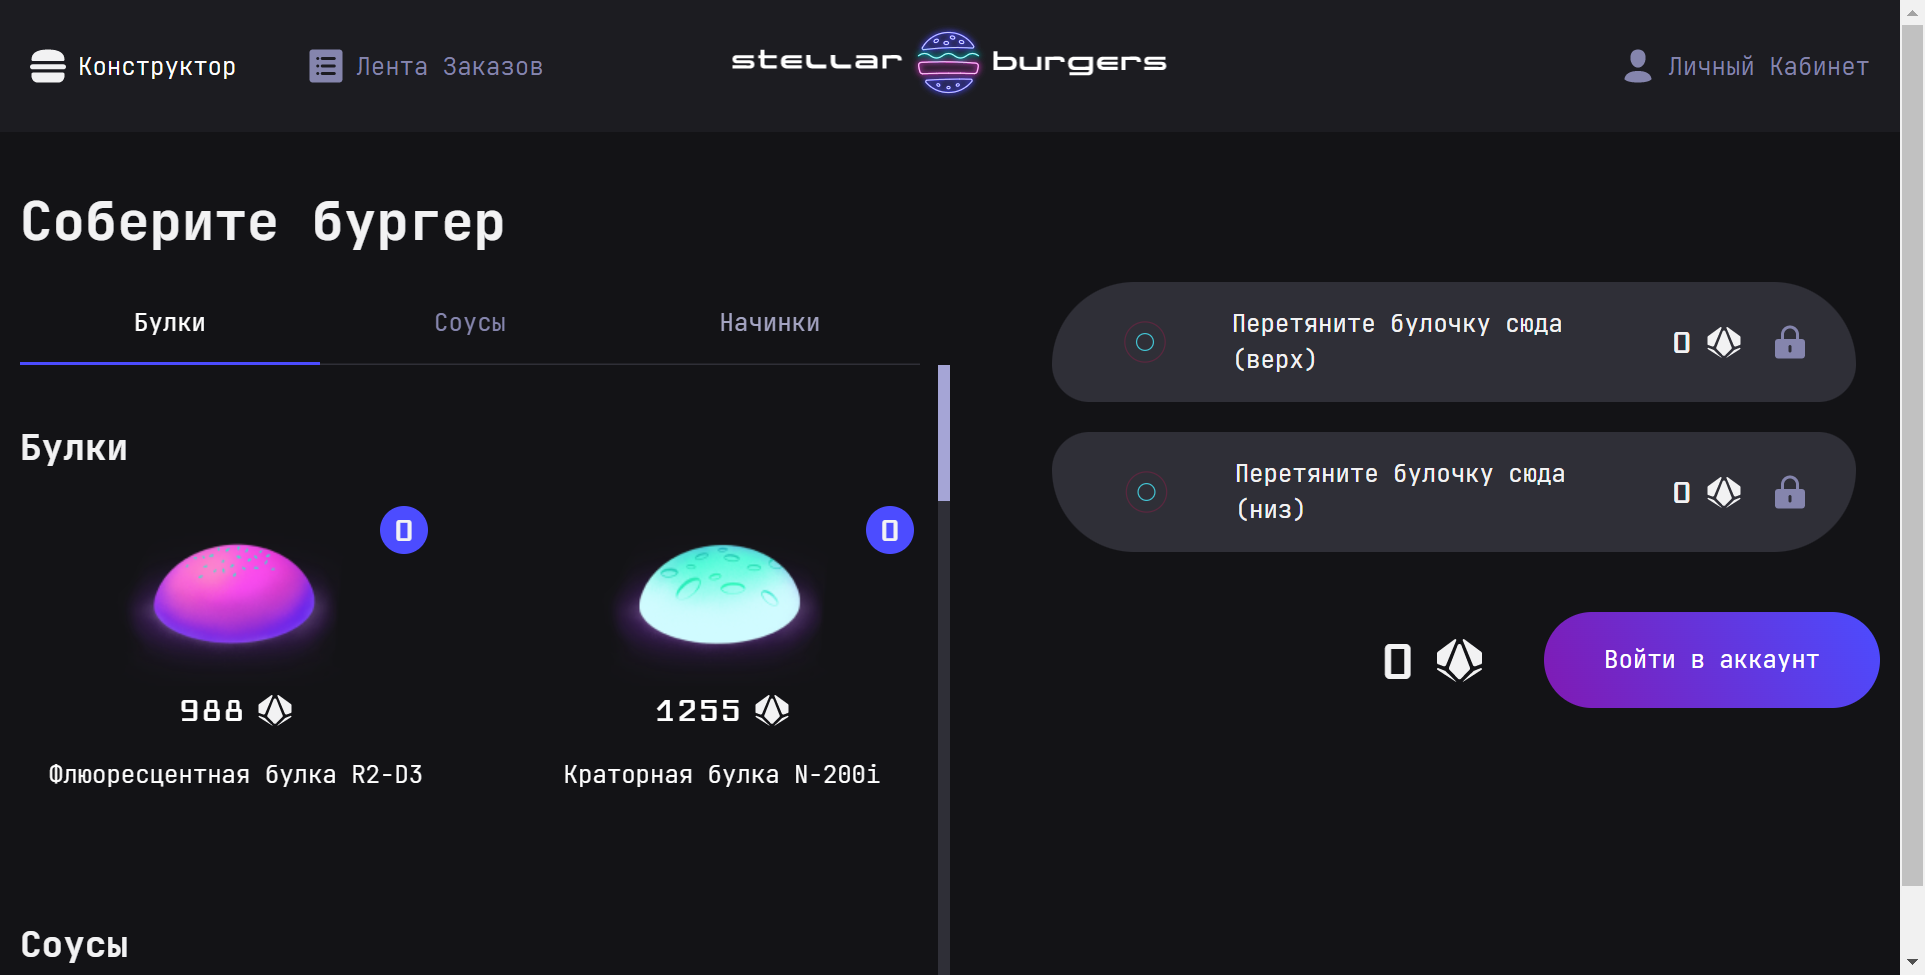 Конструктор
Лента Заказов
stellar burgers
Личный Кабинет
Соберите бургер
Булки
Соусы
Начинки
Булки
0
0
988
1255
Флюоресцентная булка R2-D3
Краторная булка N-200i
Соусы
Перетяните булочку сюда
(верх)
0
Перетяните булочку сюда
(низ)
0
0
Войти в аккаунт